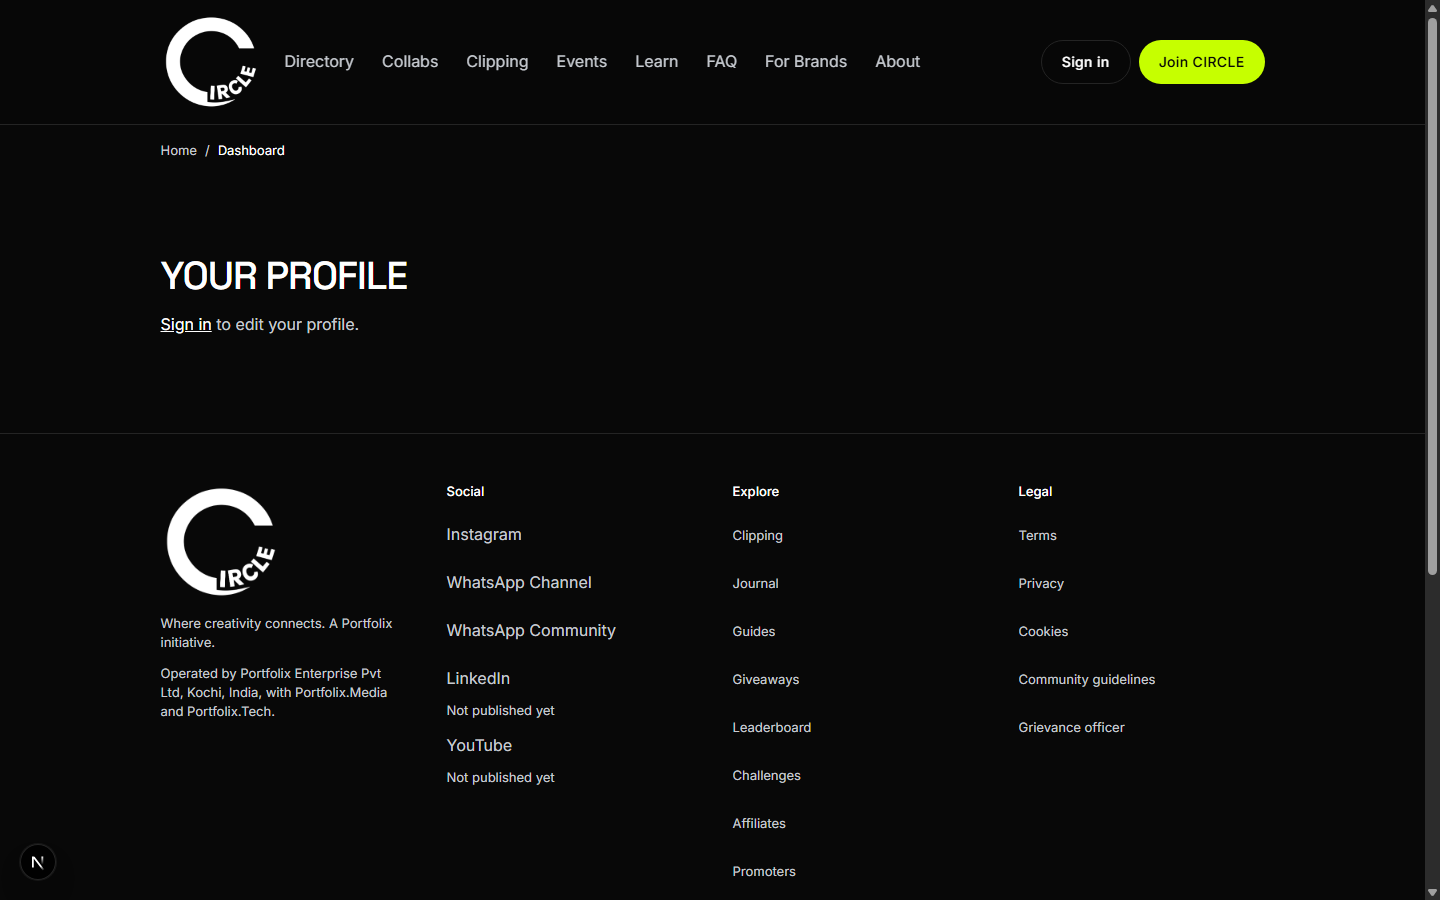 CIRCLE
Directory
Collabs
Clipping
Events
Learn
FAQ
For Brands
About
Sign in
Join CIRCLE
Home / Dashboard
YOUR PROFILE
Sign in to edit your profile.
CIRCLE
Where creativity connects. A Portfolix
initiative.
Operated by Portfolix Enterprise Pvt
Ltd, Kochi, India, with Portfolix.Media
and Portfolix.Tech.
Social
Instagram
WhatsApp Channel
WhatsApp Community
LinkedIn
Not published yet
YouTube
Not published yet
Explore
Clipping
Journal
Guides
Giveaways
Leaderboard
Challenges
Affiliates
Promoters
Legal
Terms
Privacy
Cookies
Community guidelines
Grievance officer
N